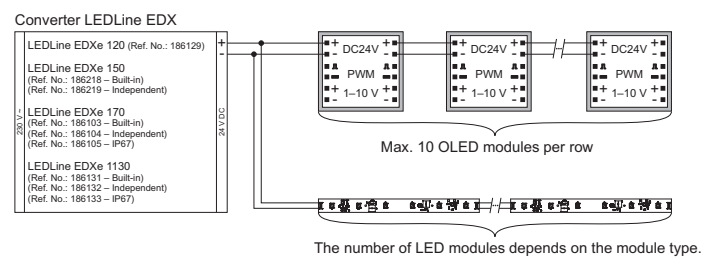 Converter LEDLine EDX
LEDLine EDXe 120 (Ref. No.: 186129)
LEDLine EDXe 150
(Ref. No.: 186218 – Built-in)
(Ref. No.: 186219 – Independent)
LEDLine EDXe 170
(Ref. No.: 186103 – Built-in)
(Ref. No.: 186104 – Independent)
(Ref. No.: 186105 – IP67)
LEDLine EDXe 1130
(Ref. No.: 186131 – Built-in)
(Ref. No.: 186132 – Independent)
(Ref. No.: 186133 – IP67)
230 V ~
24 V DC
+
-
+ DC24V +
- -
PWM
+ 1–10 V +
- -
+ DC24V +
- -
PWM
+ 1–10 V +
- -
+ DC24V +
- -
PWM
+ 1–10 V +
- -
Max. 10 OLED modules per row
The number of LED modules depends on the module type.